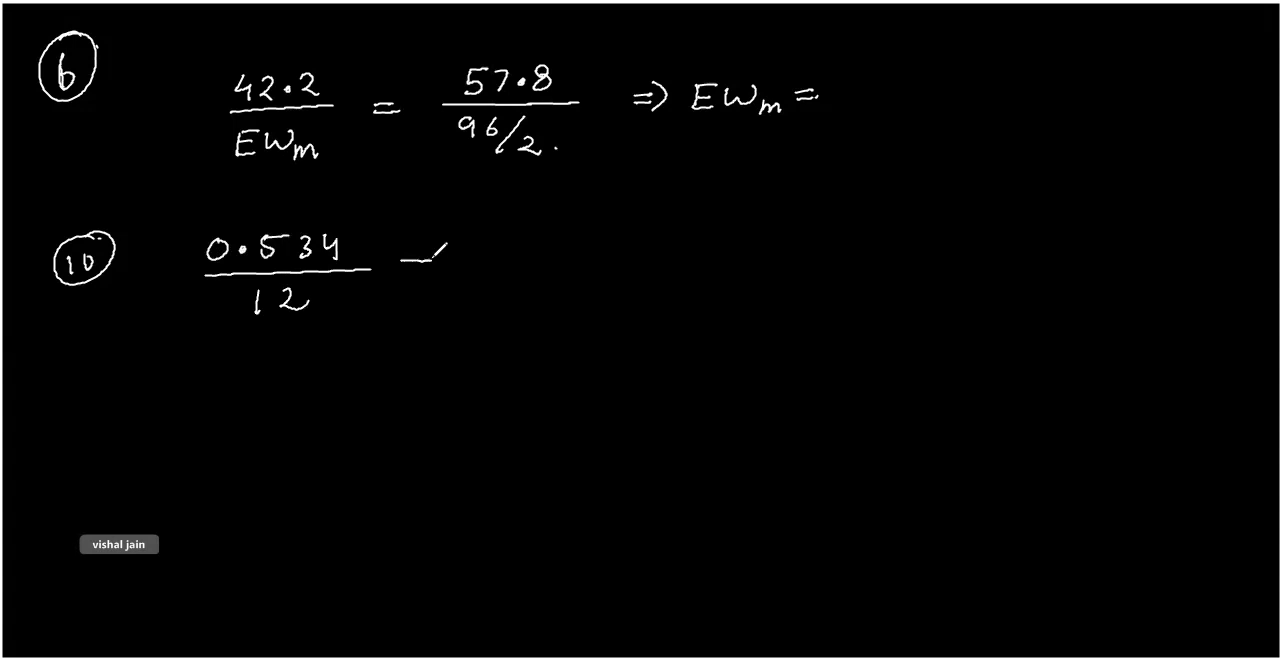 6
42.2 / EWm = 57.8 / 96/2. ⇒ EWm =
10
0.534 / 12 -
vishal jain